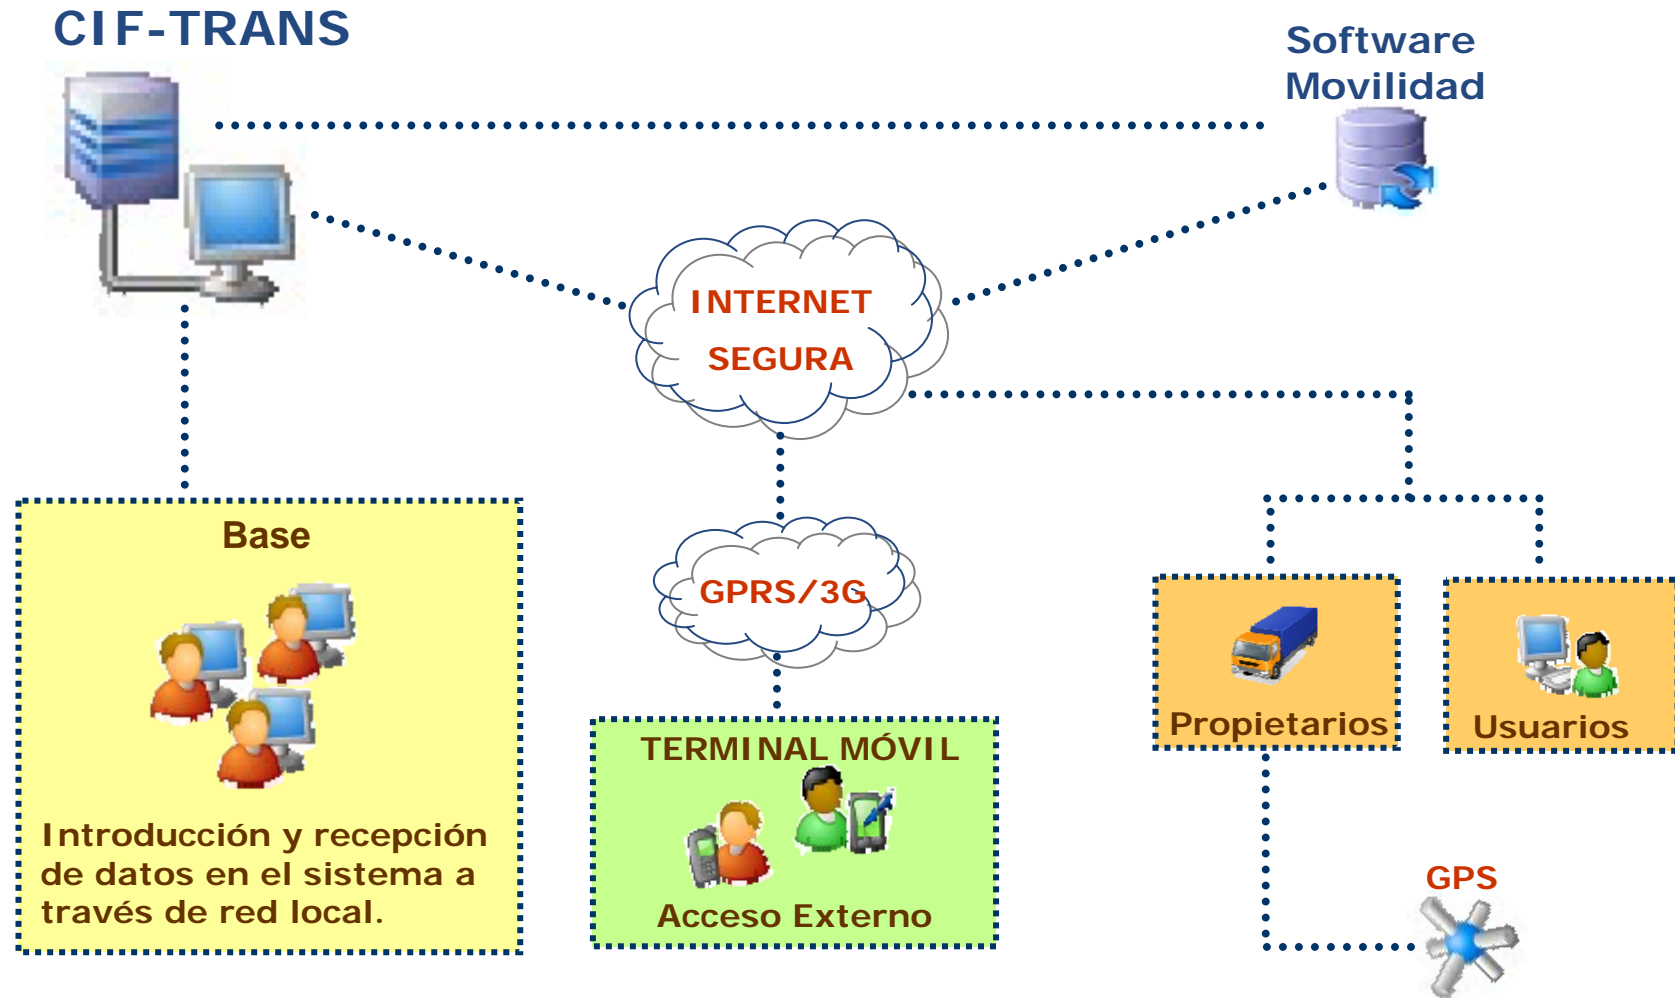 CIF-TRANS
Software
Movilidad
INTERNET
SEGURA
Base
GPRS/3G
Propietarios
Usuarios
TERMINAL MÓVIL
Introducción y recepción
de datos en el sistema a
través de red local.
Acceso Externo
GPS